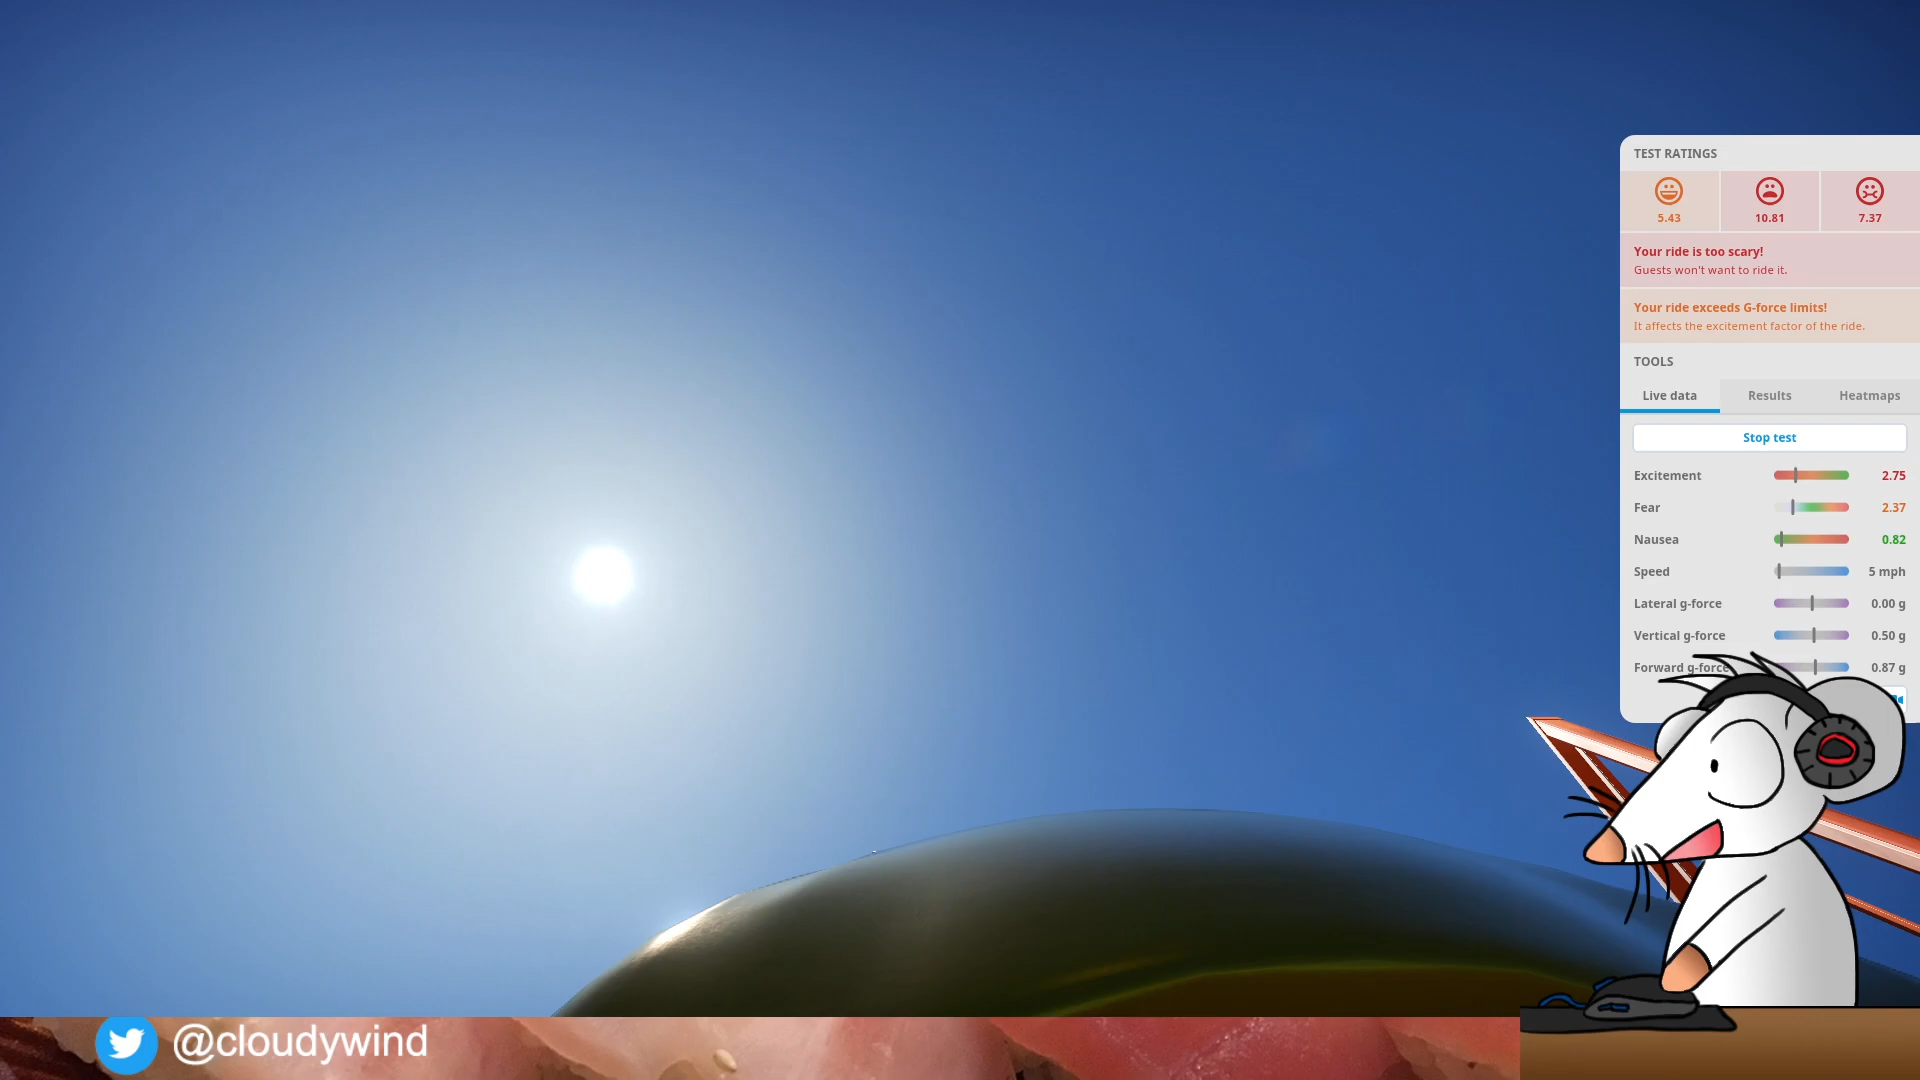 TEST RATINGS
5.43 10.81 7.37
Your ride is too scary!
Guests won't want to ride it.
Your ride exceeds G-force limits!
It affects the excitement factor of the ride.
TOOLS
Live data Results Heatmaps
Stop test
Excitement 2.75
Fear 2.37
Nausea 0.82
Speed 5 mph
Lateral g-force 0.00 g
Vertical g-force 0.50 g
Forward g-force 0.87 g
@cloudywind